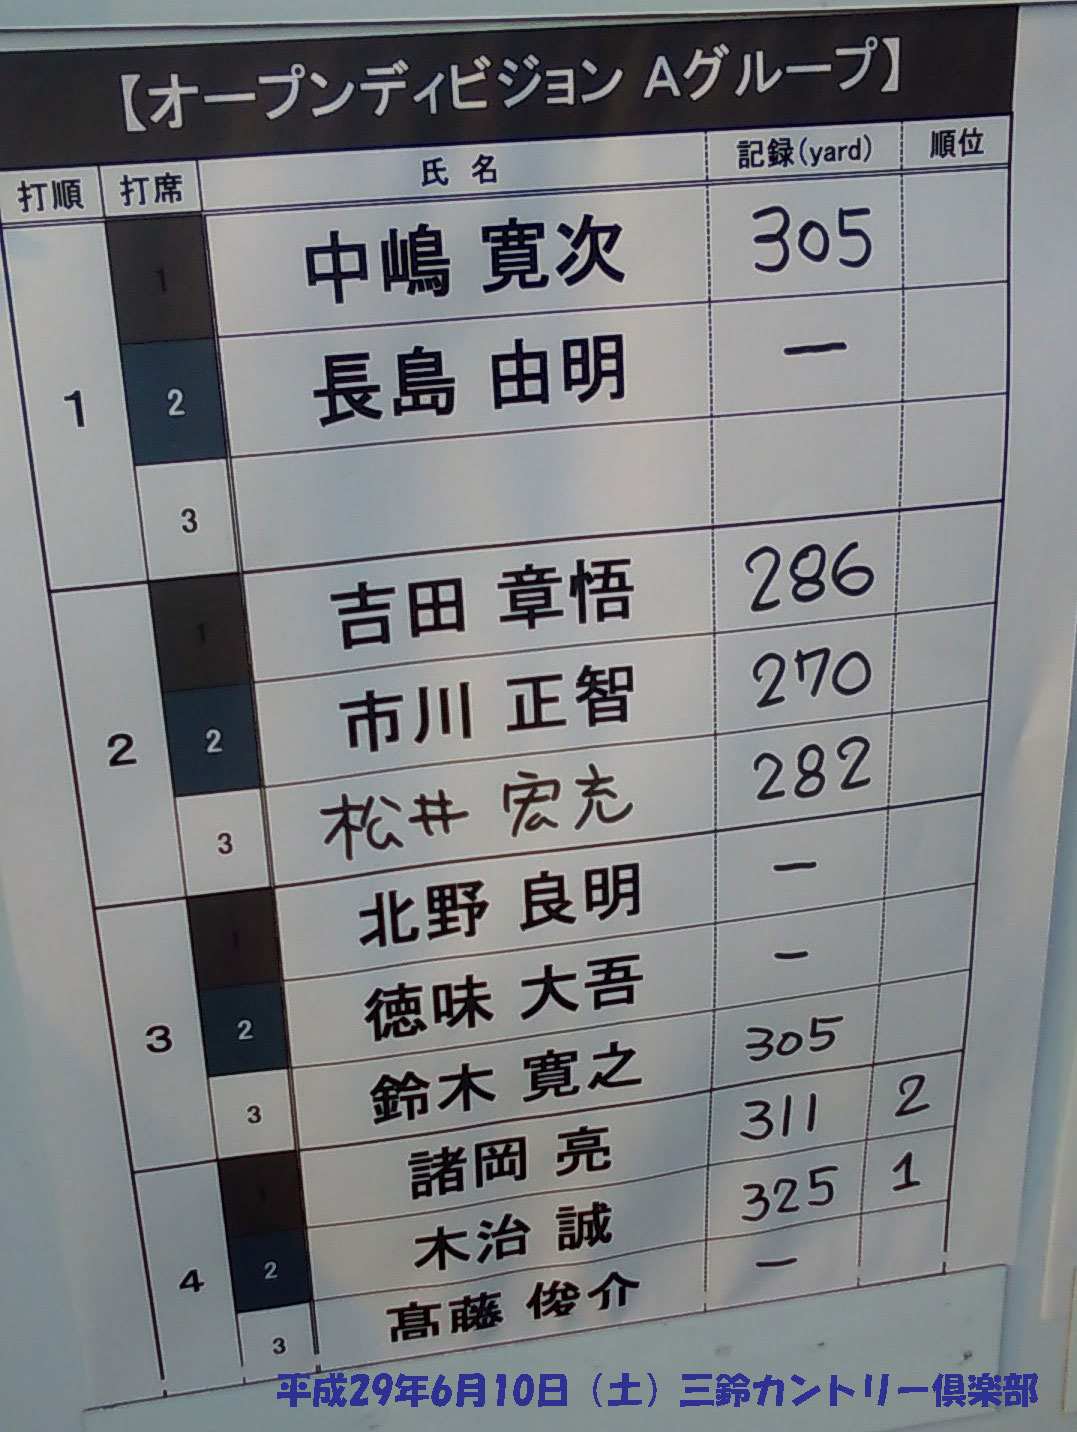 【オープンディビジョン Aグループ】
打順 打席 氏名 記録(yard) 順位
1 1 中嶋 寛次 305
2 長島 由明 ー
3
2 1 吉田 章悟 286
2 市川 正智 270
3 松井 宏充 282
3 1 北野 良明 ー
2 徳味 大吾 ー
3 鈴木 寛之 305
4 1 諸岡 亮 311 2
2 木治 誠 325 1
3 髙藤 俊介 ー
平成29年6月10日（土）三鈴カントリー倶楽部